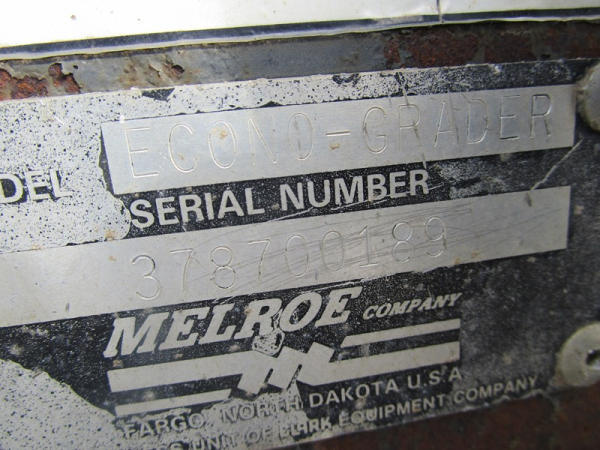 DEL ECONO-GRADER
SERIAL NUMBER
378700189
MELROE COMPANY
FARGO, NORTH DAKOTA U.S.A
UNIT OF CLARK EQUIPMENT COMPANY